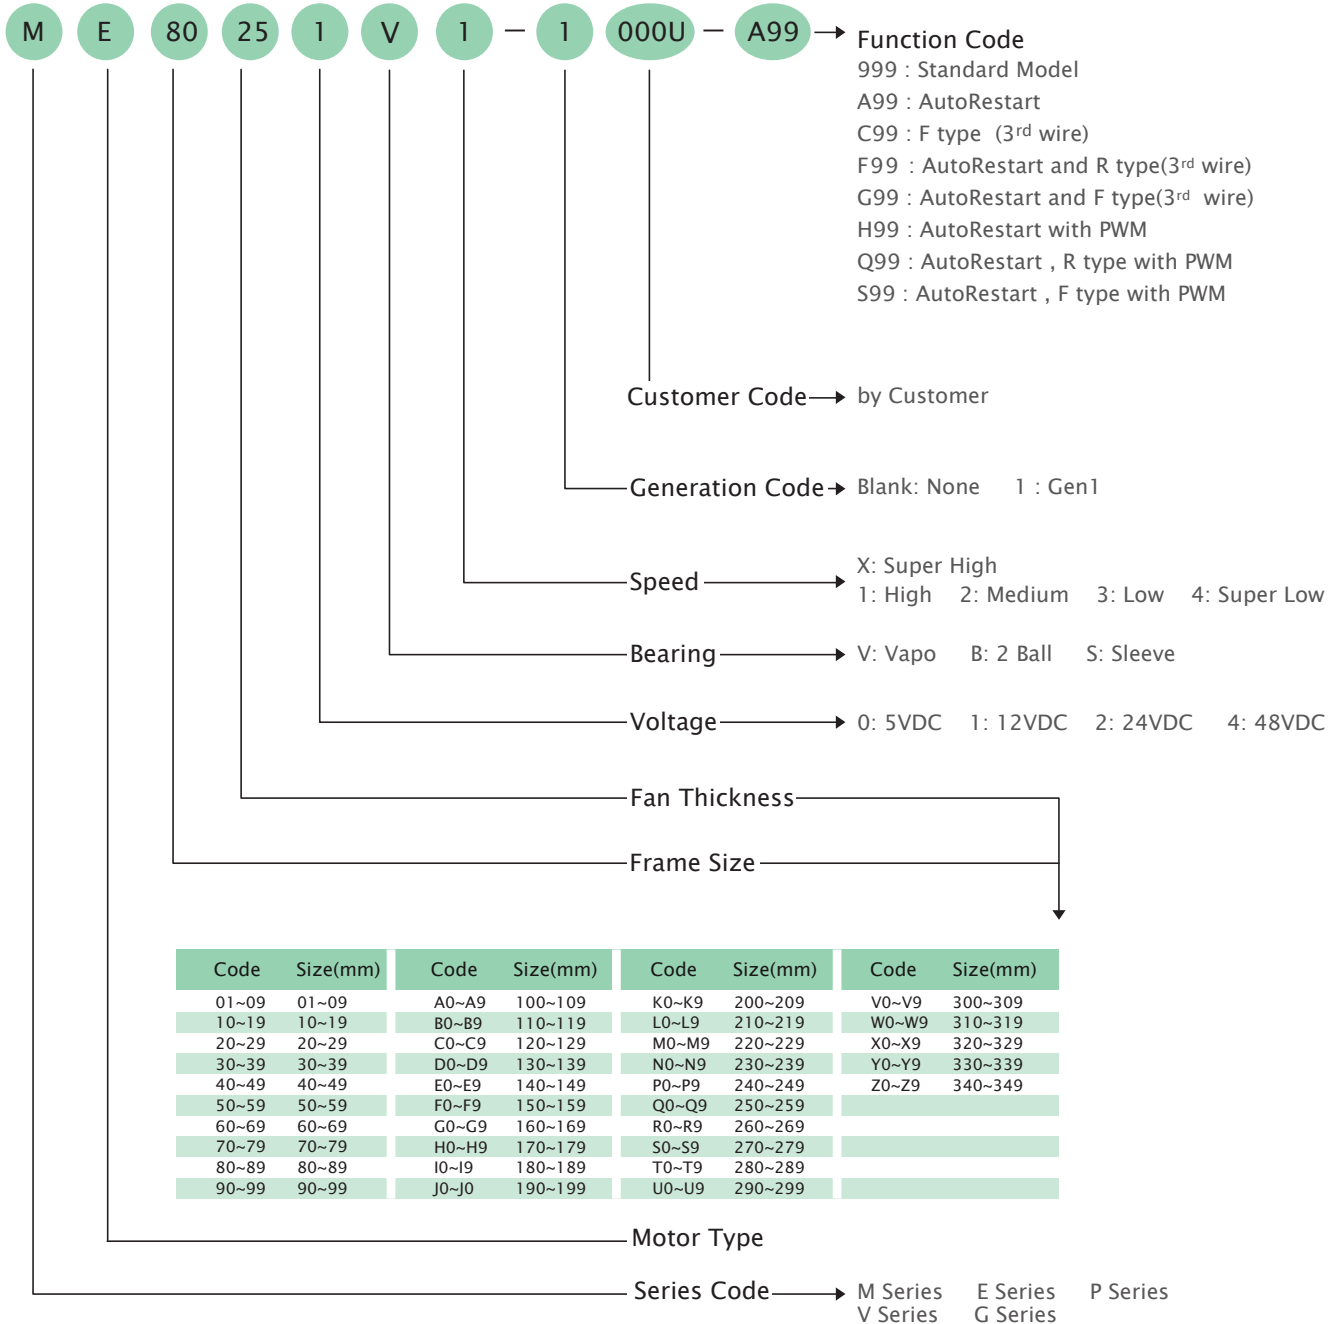 M E 80 25 1 V 1 – 1 000U – A99
Function Code
999 : Standard Model
A99 : AutoRestart
C99 : F type (3rd wire)
F99 : AutoRestart and R type(3rd wire)
G99 : AutoRestart and F type(3rd wire)
H99 : AutoRestart with PWM
Q99 : AutoRestart , R type with PWM
S99 : AutoRestart , F type with PWM
Customer Code by Customer
Generation Code Blank: None 1 : Gen1
Speed
X: Super High
1: High 2: Medium 3: Low 4: Super Low
Bearing V: Vapo B: 2 Ball S: Sleeve
Voltage 0: 5VDC 1: 12VDC 2: 24VDC 4: 48VDC
Fan Thickness
Frame Size
Code Size(mm) Code Size(mm) Code Size(mm) Code Size(mm)
01~09 01~09 A0~A9 100~109 K0~K9 200~209 V0~V9 300~309
10~19 10~19 B0~B9 110~119 L0~L9 210~219 W0~W9 310~319
20~29 20~29 C0~C9 120~129 M0~M9 220~229 X0~X9 320~329
30~39 30~39 D0~D9 130~139 N0~N9 230~239 Y0~Y9 330~339
40~49 40~49 E0~E9 140~149 P0~P9 240~249 Z0~Z9 340~349
50~59 50~59 F0~F9 150~159 Q0~Q9 250~259
60~69 60~69 G0~G9 160~169 R0~R9 260~269
70~79 70~79 H0~H9 170~179 S0~S9 270~279
80~89 80~89 I0~I9 180~189 T0~T9 280~289
90~99 90~99 J0~J0 190~199 U0~U9 290~299
Motor Type
Series Code M Series E Series P Series
V Series G Series